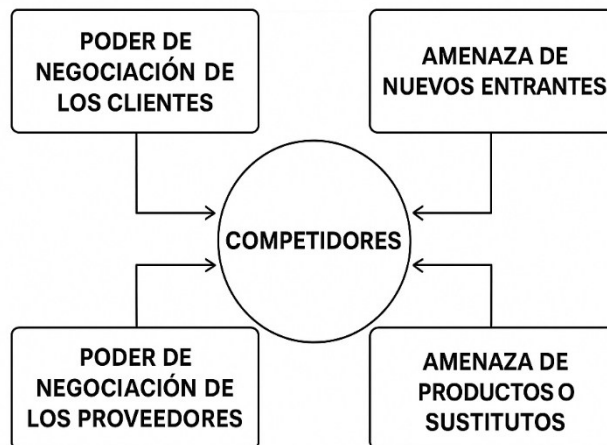 PODER DE
NEGOCIACIÓN DE
LOS CLIENTES
AMENAZA DE
NUEVOS ENTRANTES
COMPETIDORES
PODER DE
NEGOCIACIÓN DE
LOS PROVEEDORES
AMENAZA DE
PRODUCTOS O
SUSTITUTOS